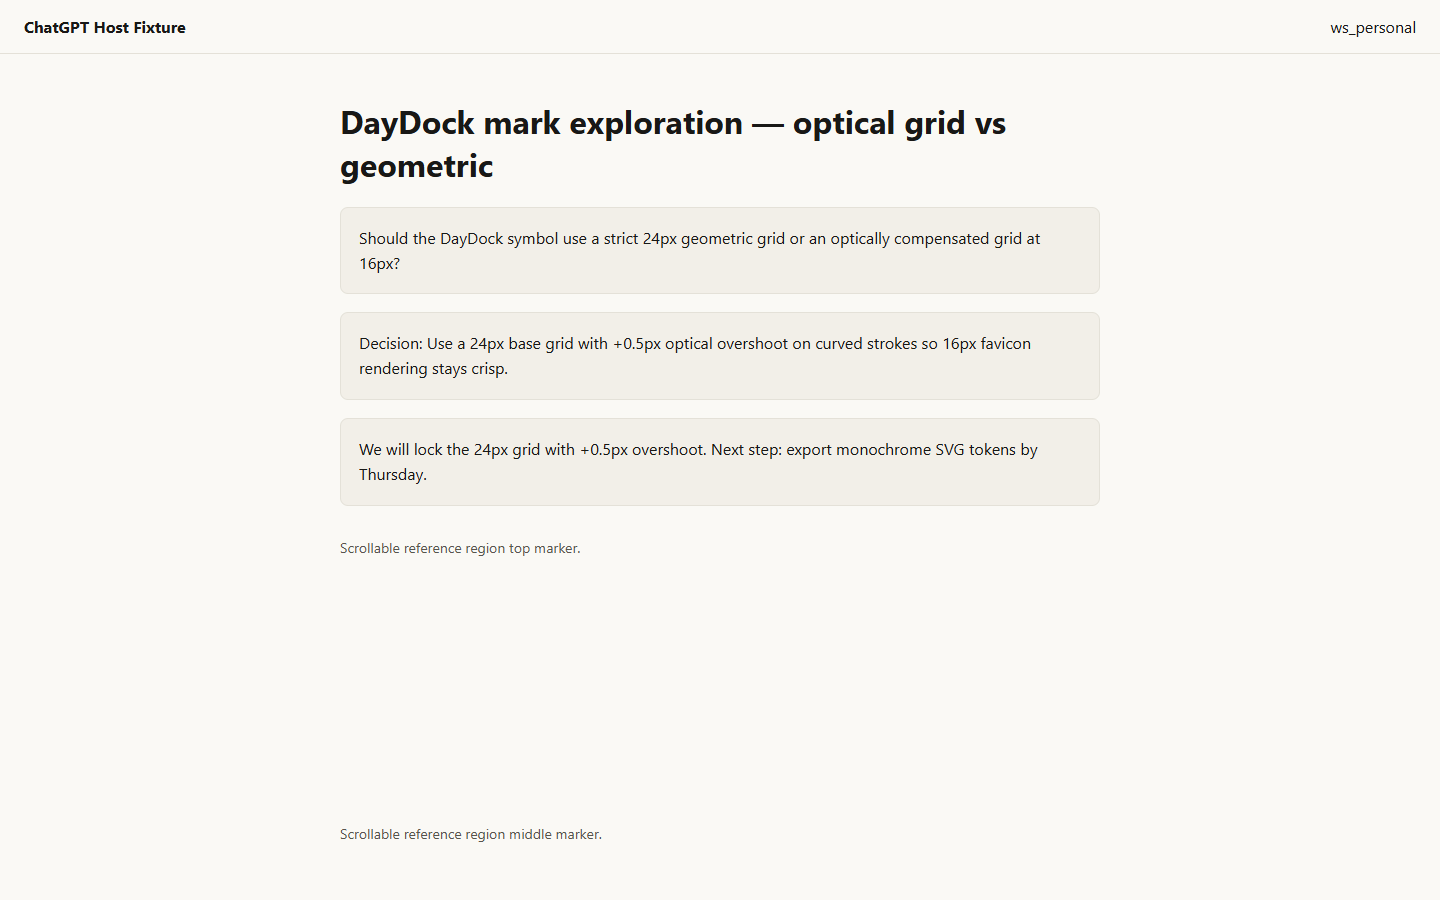 ChatGPT Host Fixture
ws_personal
DayDock mark exploration — optical grid vs
geometric
Should the DayDock symbol use a strict 24px geometric grid or an optically compensated grid at
16px?
Decision: Use a 24px base grid with +0.5px optical overshoot on curved strokes so 16px favicon
rendering stays crisp.
We will lock the 24px grid with +0.5px overshoot. Next step: export monochrome SVG tokens by
Thursday.
Scrollable reference region top marker.
Scrollable reference region middle marker.